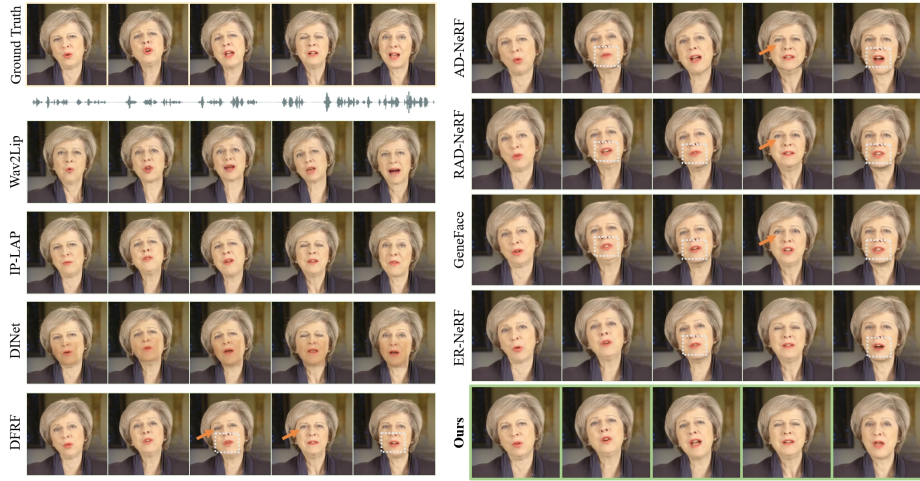 Ground Truth
Wav2Lip
IP-LAP
DINet
DFRF
AD-NeRF
RAD-NeRF
GeneFace
ER-NeRF
Ours